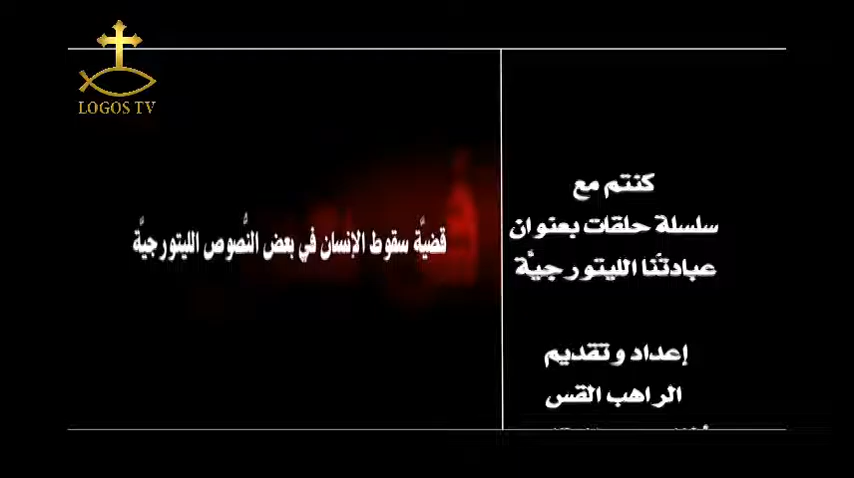 LOGOS TV
كنتم مع
سلسلة حلقات بعنوان
عبادتنا الليتورجيَّة
إعداد وتقديم
الراهب القس
قضيَّة سقوط الإنسان في بعض النُّصوص الليتورجيَّة